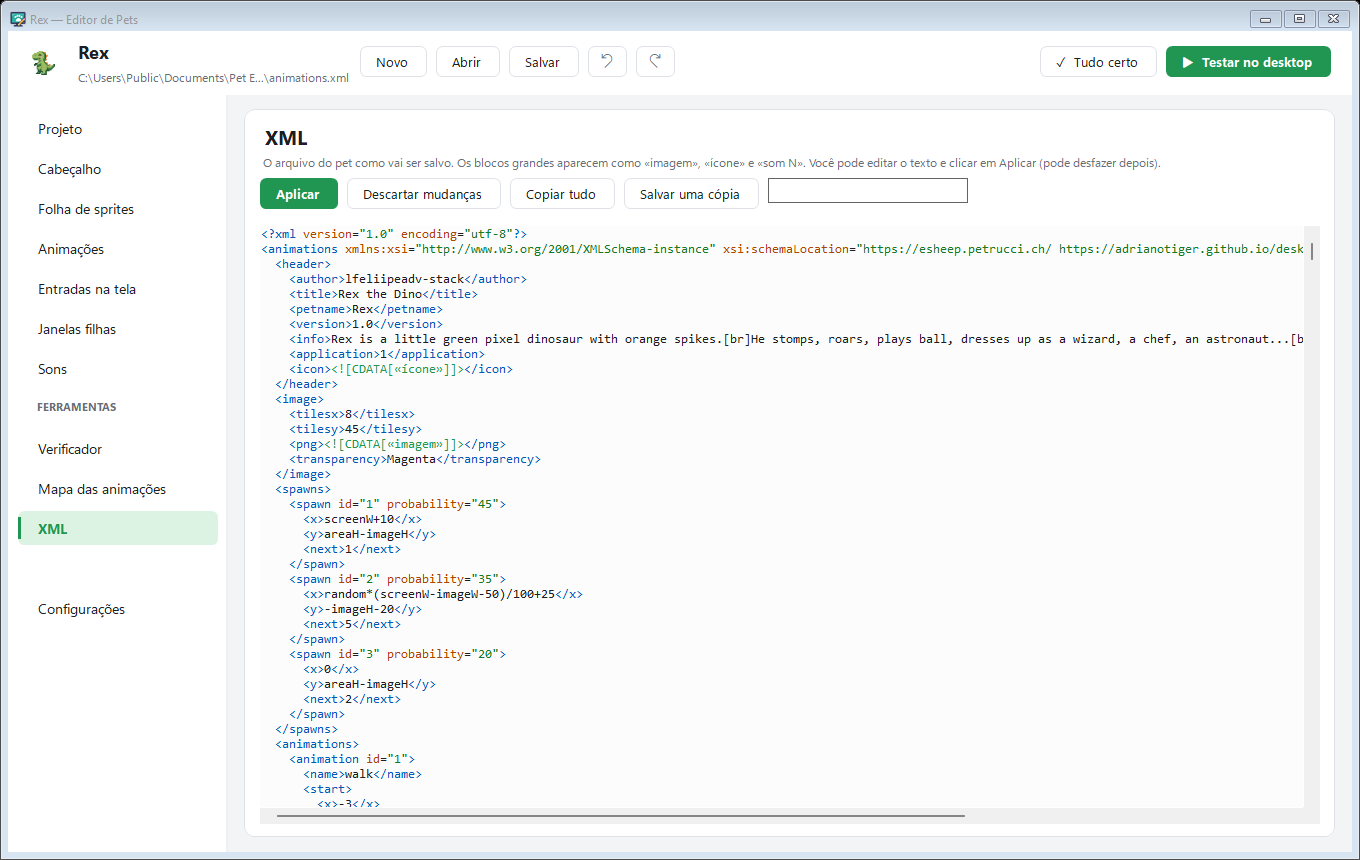 Rex — Editor de Pets
Rex
C:\Users\Public\Documents\Pet E...\animations.xml
Novo
Abrir
Salvar
✓ Tudo certo
▶ Testar no desktop
Projeto
Cabeçalho
Folha de sprites
Animações
Entradas na tela
Janelas filhas
Sons
FERRAMENTAS
Verificador
Mapa das animações
XML
Configurações
XML
O arquivo do pet como vai ser salvo. Os blocos grandes aparecem como «imagem», «ícone» e «som N». Você pode editar o texto e clicar em Aplicar (pode desfazer depois).
Aplicar
Descartar mudanças
Copiar tudo
Salvar uma cópia
<?xml version="1.0" encoding="utf-8"?>
<animations xmlns:xsi="http://www.w3.org/2001/XMLSchema-instance" xsi:schemaLocation="https://esheep.petrucci.ch/ https://adrianotiger.github.io/desk
<header>
<author>lfeliipeadv-stack</author>
<title>Rex the Dino</title>
<petname>Rex</petname>
<version>1.0</version>
<info>Rex is a little green pixel dinosaur with orange spikes.[br]He stomps, roars, plays ball, dresses up as a wizard, a chef, an astronaut...[b
<application>1</application>
<icon><![CDATA[«ícone»]]></icon>
</header>
<image>
<tilesx>8</tilesx>
<tilesy>45</tilesy>
<png><![CDATA[«imagem»]]></png>
<transparency>Magenta</transparency>
</image>
<spawns>
<spawn id="1" probability="45">
<x>screenW+10</x>
<y>areaH-imageH</y>
<next>1</next>
</spawn>
<spawn id="2" probability="35">
<x>random*(screenW-imageW-50)/100+25</x>
<y>-imageH-20</y>
<next>5</next>
</spawn>
<spawn id="3" probability="20">
<x>0</x>
<y>areaH-imageH</y>
<next>2</next>
</spawn>
</spawns>
<animations>
<animation id="1">
<name>walk</name>
<start>
<x>-3</x>